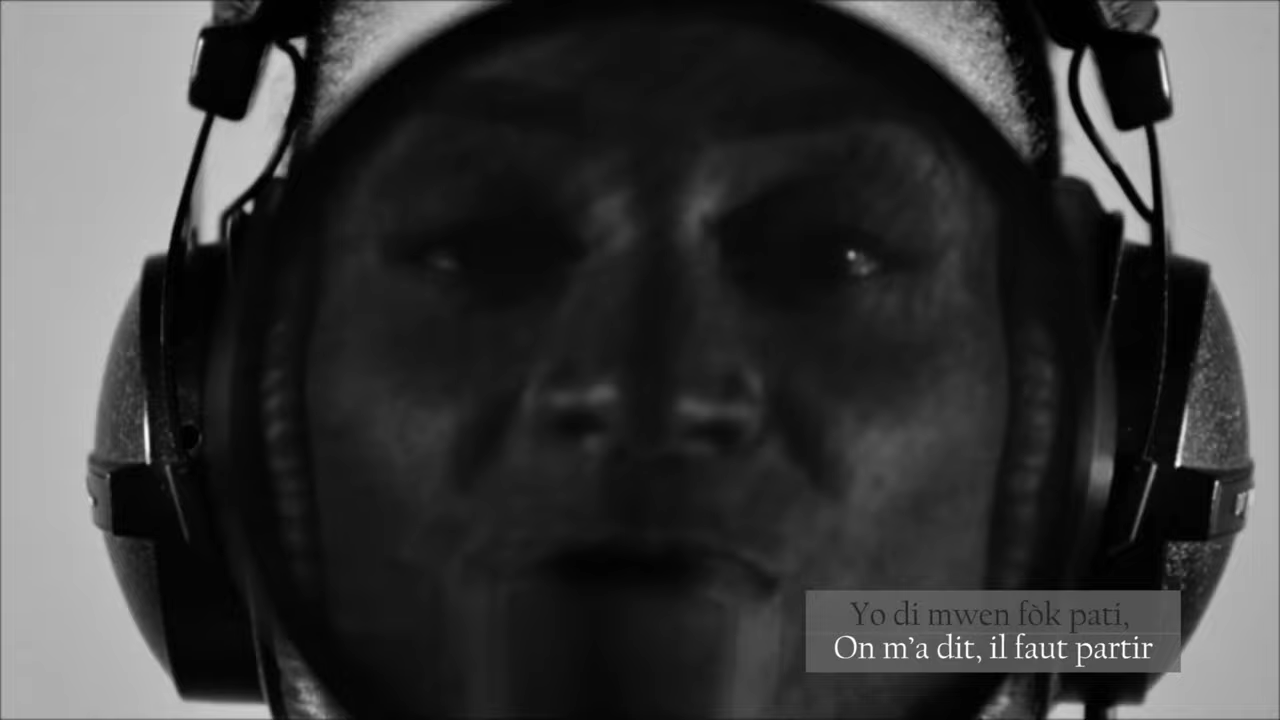 Yo di mwen fòk pati,
On m’a dit, il faut partir